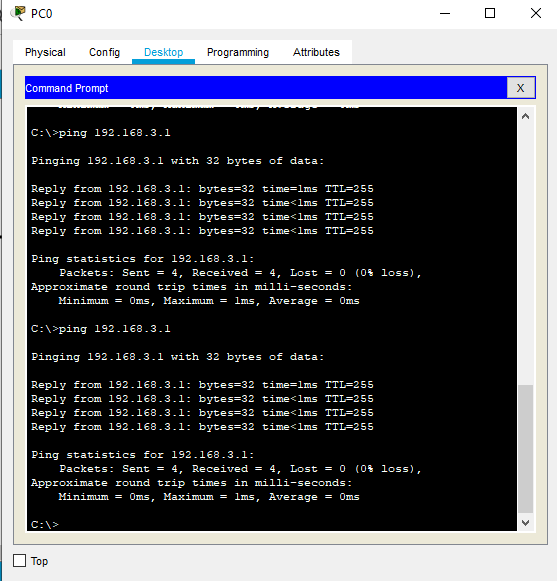 PC0
Physical Config Desktop Programming Attributes
Command Prompt X
C:\>ping 192.168.3.1
Pinging 192.168.3.1 with 32 bytes of data:
Reply from 192.168.3.1: bytes=32 time=1ms TTL=255
Reply from 192.168.3.1: bytes=32 time<1ms TTL=255
Reply from 192.168.3.1: bytes=32 time<1ms TTL=255
Reply from 192.168.3.1: bytes=32 time<1ms TTL=255
Ping statistics for 192.168.3.1:
Packets: Sent = 4, Received = 4, Lost = 0 (0% loss),
Approximate round trip times in milli-seconds:
Minimum = 0ms, Maximum = 1ms, Average = 0ms
C:\>ping 192.168.3.1
Pinging 192.168.3.1 with 32 bytes of data:
Reply from 192.168.3.1: bytes=32 time=1ms TTL=255
Reply from 192.168.3.1: bytes=32 time<1ms TTL=255
Reply from 192.168.3.1: bytes=32 time<1ms TTL=255
Reply from 192.168.3.1: bytes=32 time<1ms TTL=255
Ping statistics for 192.168.3.1:
Packets: Sent = 4, Received = 4, Lost = 0 (0% loss),
Approximate round trip times in milli-seconds:
Minimum = 0ms, Maximum = 1ms, Average = 0ms
C:\>
Top